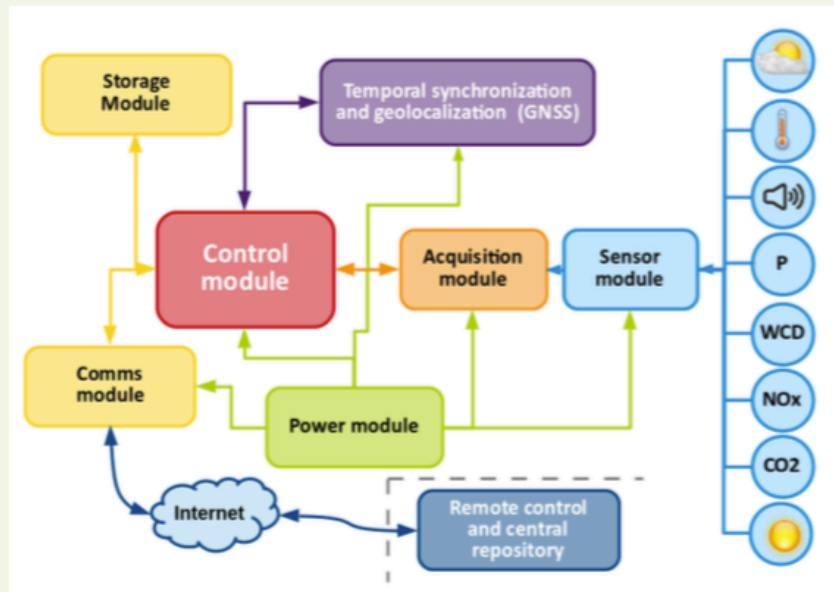 Storage
Module
Temporal synchronization
and geolocalization (GNSS)
Control
module
Acquisition
module
Sensor
module
P
WCD
NOx
CO2
Comms
module
Power module
Internet
Remote control
and central
repository